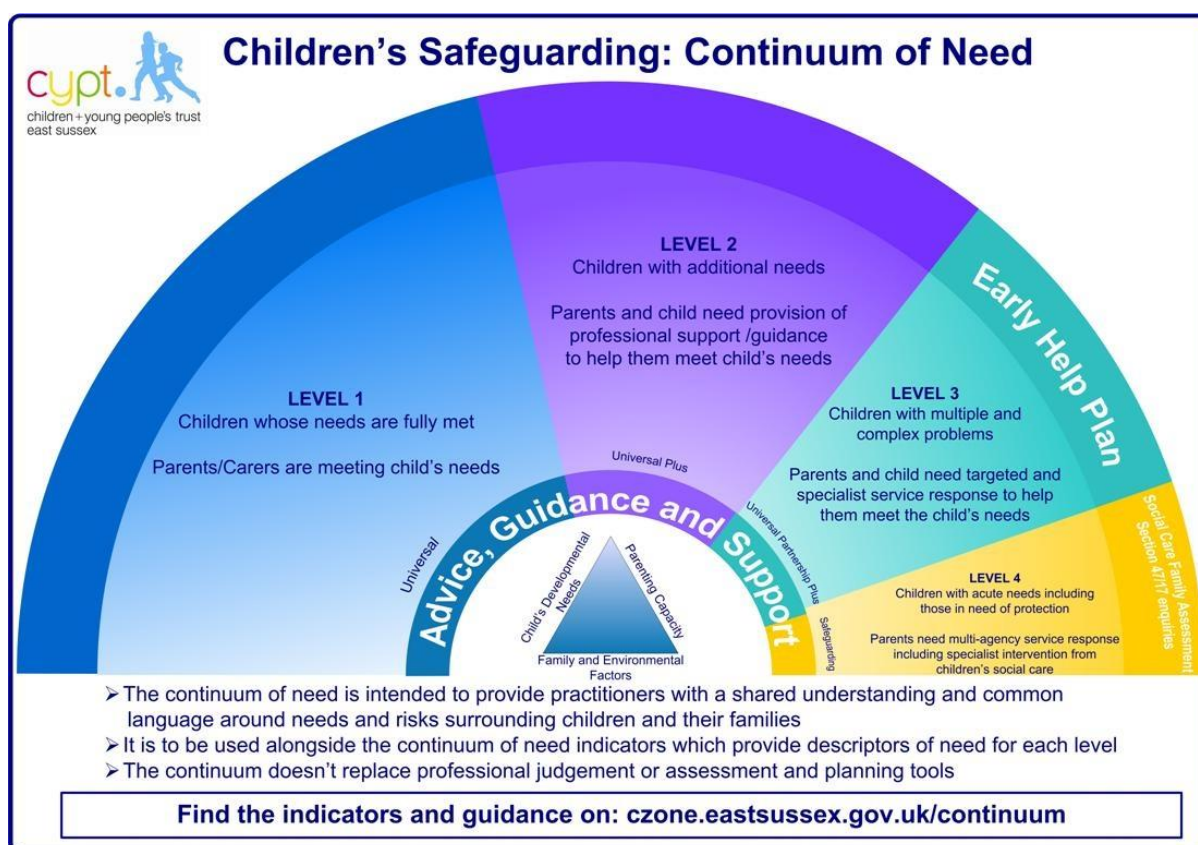 cypt.
children + young people's trust
east sussex
Children's Safeguarding: Continuum of Need
LEVEL 1
Children whose needs are fully met
Parents/Carers are meeting child's needs
LEVEL 2
Children with additional needs
Parents and child need provision of
professional support /guidance
to help them meet child's needs
LEVEL 3
Children with multiple and
complex problems
Parents and child need targeted and
specialist service response to help
them meet the child's needs
LEVEL 4
Children with acute needs including
those in need of protection
Parents need multi-agency service response
including specialist intervention from
children's social care
Early Help Plan
Social Care Family Assessment
Section 47/17 enquiries
Universal
Universal Plus
Universal Partnership Plus
Safeguarding
Advice, Guidance and Support
Child's Developmental
Needs
Parenting Capacity
Family and Environmental
Factors
➢ The continuum of need is intended to provide practitioners with a shared understanding and common
language around needs and risks surrounding children and their families
➢ It is to be used alongside the continuum of need indicators which provide descriptors of need for each level
➢ The continuum doesn't replace professional judgement or assessment and planning tools
Find the indicators and guidance on: czone.eastsussex.gov.uk/continuum